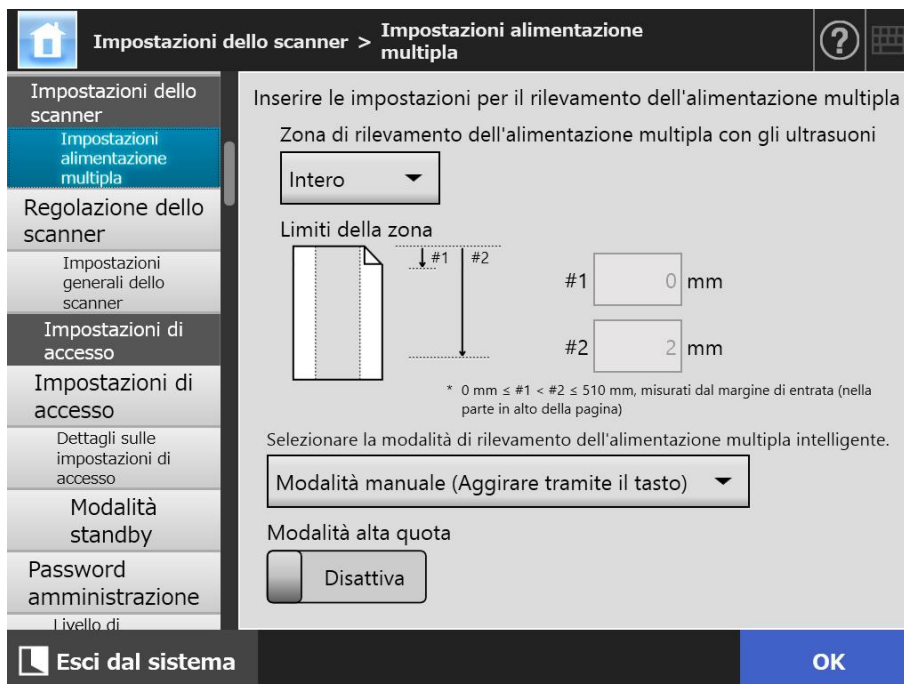 Impostazioni dello scanner > Impostazioni alimentazione
multipla
?
Impostazioni dello
scanner
Impostazioni
alimentazione
multipla
Regolazione dello
scanner
Impostazioni
generali dello
scanner
Impostazioni di
accesso
Impostazioni di
accesso
Dettagli sulle
impostazioni di
accesso
Modalità
standby
Password
amministrazione
Livello di
Inserire le impostazioni per il rilevamento dell'alimentazione multipla
Zona di rilevamento dell'alimentazione multipla con gli ultrasuoni
Intero
Limiti della zona
#1 #2
#1 0 mm
#2 2 mm
* 0 mm ≤ #1 < #2 ≤ 510 mm, misurati dal margine di entrata (nella
parte in alto della pagina)
Selezionare la modalità di rilevamento dell'alimentazione multipla intelligente.
Modalità manuale (Aggirare tramite il tasto)
Modalità alta quota
Disattiva
Esci dal sistema
OK